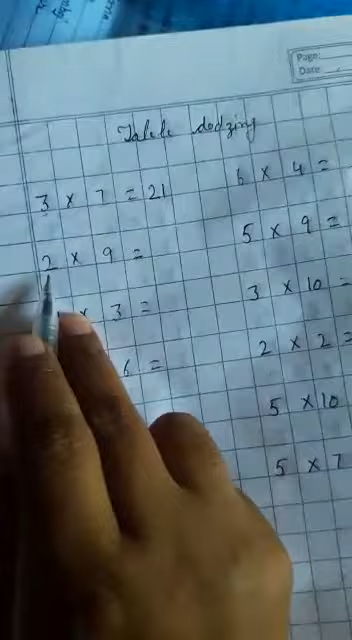 Page:
Date:
Table dodging
3 × 7 = 21
2 × 9 =
× 3 =
6 =
6 × 4 =
5 × 9 =
3 × 10 =
2 × 2 =
5 × 10
5 × 7